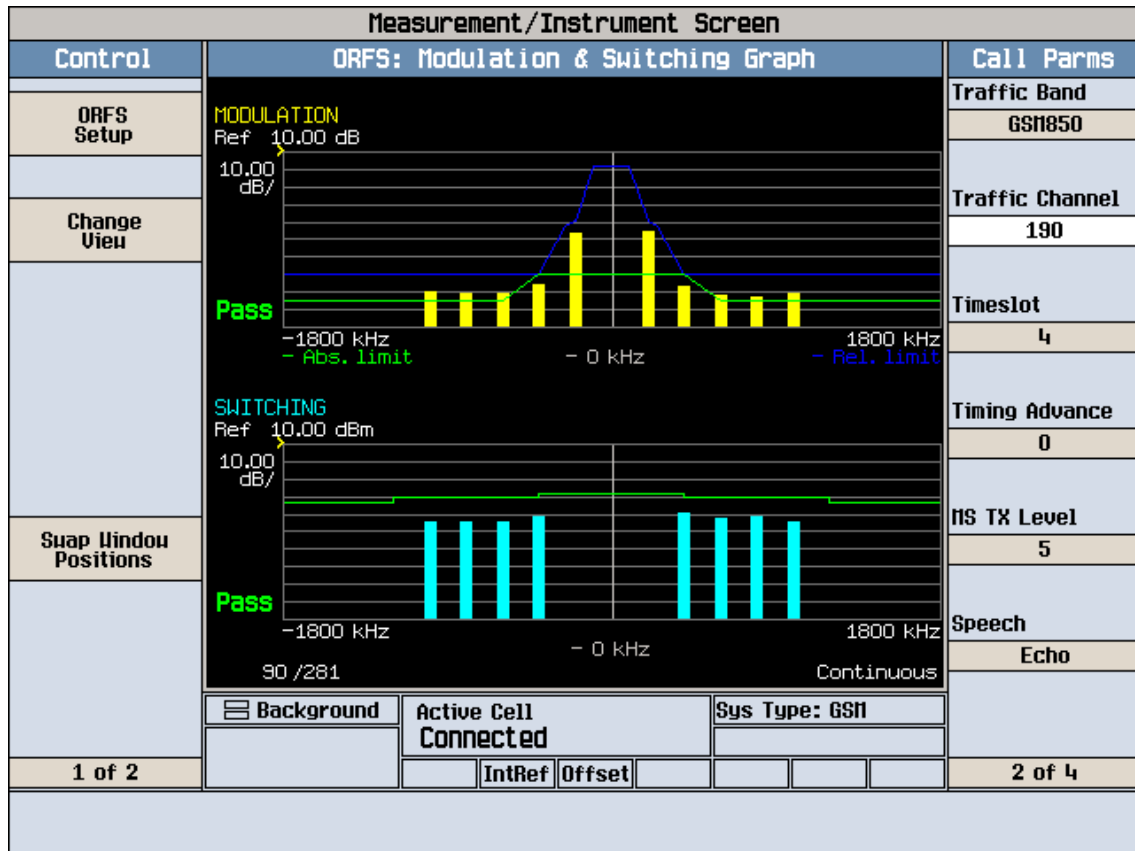 Measurement/Instrument Screen
Control
ORFS: Modulation & Switching Graph
Call Parms
ORFS
Setup
Change
View
Swap Window
Positions
1 of 2
MODULATION
Ref 10.00 dB
10.00
dB/
Pass
-1800 kHz
1800 kHz
- Abs. limit
- 0 kHz
- Rel. limit
SWITCHING
Ref 10.00 dBm
10.00
dB/
Pass
-1800 kHz
1800 kHz
- 0 kHz
90 /281
Continuous
Traffic Band
GSM850
Traffic Channel
190
Timeslot
4
Timing Advance
0
MS TX Level
5
Speech
Echo
2 of 4
Background
Active Cell
Connected
Sys Type: GSM
IntRef
Offset